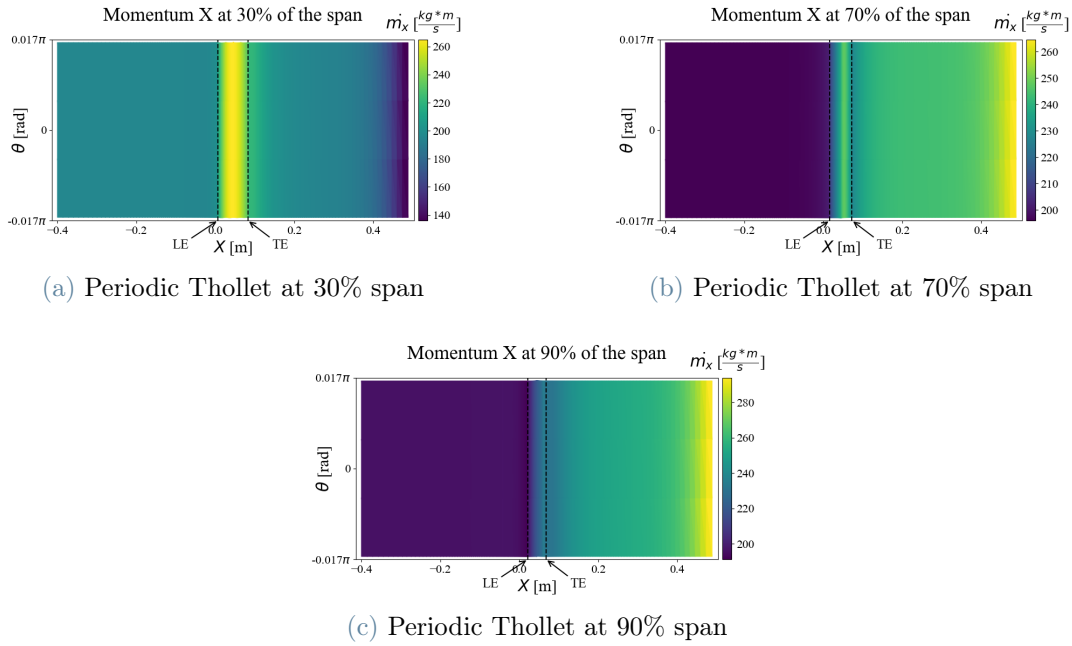 Momentum X at 30% of the span
ṁₓ [kg*m/s]
0.017π
0
-0.017π
θ [rad]
−0.4
−0.2
0.0
0.2
0.4
LE
X [m]
TE
260
240
220
200
180
160
140
(a) Periodic Thollet at 30% span
Momentum X at 70% of the span
ṁₓ [kg*m/s]
0.017π
0
-0.017π
θ [rad]
−0.4
−0.2
0.0
0.2
0.4
LE
X [m]
TE
260
250
240
230
220
210
200
(b) Periodic Thollet at 70% span
Momentum X at 90% of the span
ṁₓ [kg*m/s]
0.017π
0
-0.017π
θ [rad]
−0.4
−0.2
0.0
0.2
0.4
LE
X [m]
TE
280
260
240
220
200
(c) Periodic Thollet at 90% span